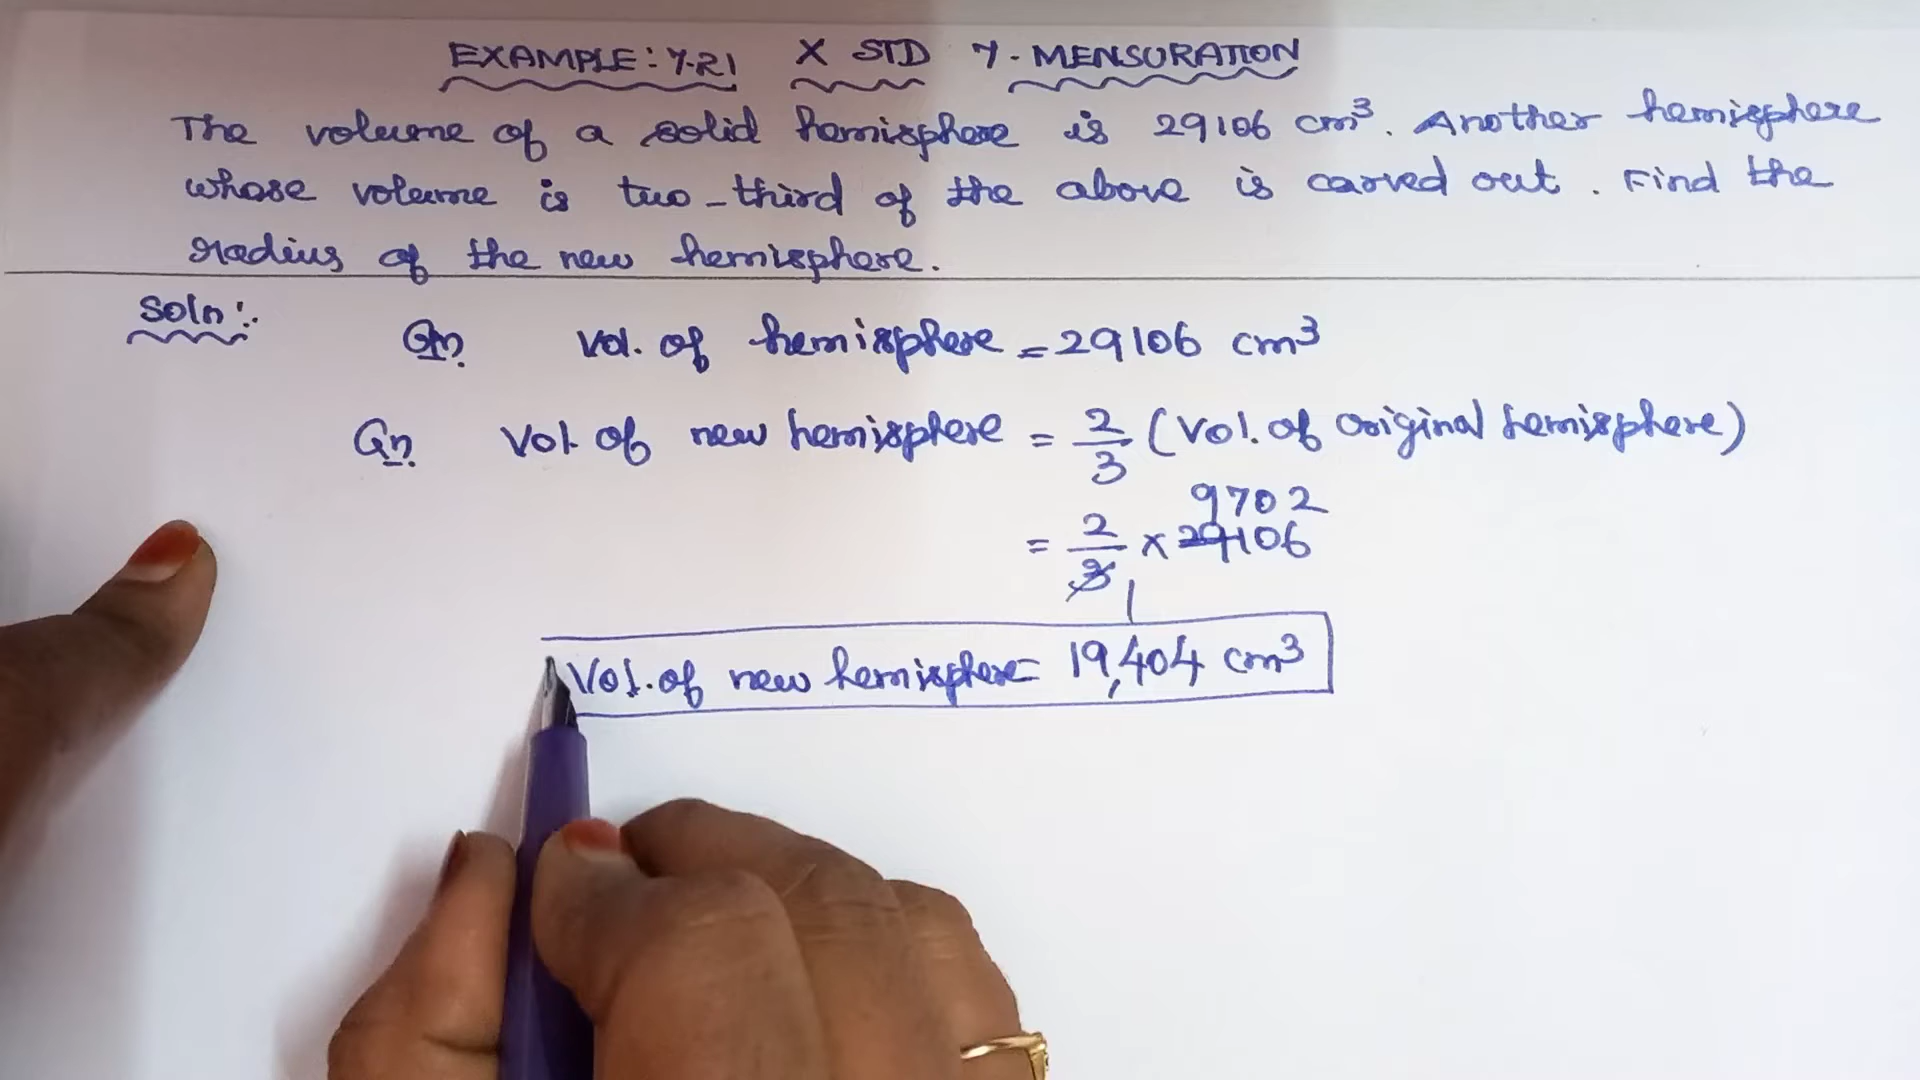 EXAMPLE: 7.21 X STD 7. MENSURATION
The volume of a solid hemisphere is 29106 cm³. Another hemisphere
whose volume is two-third of the above is carved out. Find the
radius of the new hemisphere.
Soln:
Gn Vol. of hemisphere = 29106 cm³
Gn Vol. of new hemisphere = 2/3 (Vol. of original hemisphere)
9702
= 2/3 x 29106
1
Vol. of new hemisphere = 19,404 cm³